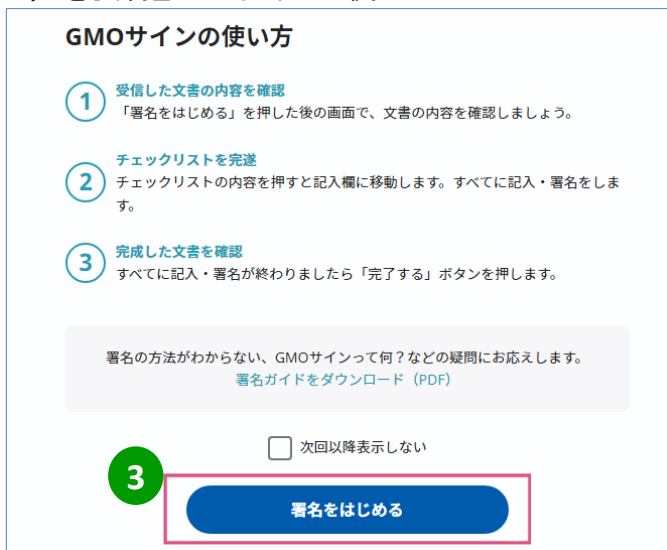 GMOサインの使い方
1
受信した文書の内容を確認
「署名をはじめる」を押した後の画面で、文書の内容を確認しましょう。
2
チェックリストを完遂
チェックリストの内容を押すと記入欄に移動します。すべてに記入・署名をしま
す。
3
完成した文書を確認
すべてに記入・署名が終わりましたら「完了する」ボタンを押します。
署名の方法がわからない、GMOサインって何？などの疑問にお応えします。
署名ガイドをダウンロード（PDF）
次回以降表示しない
3
署名をはじめる